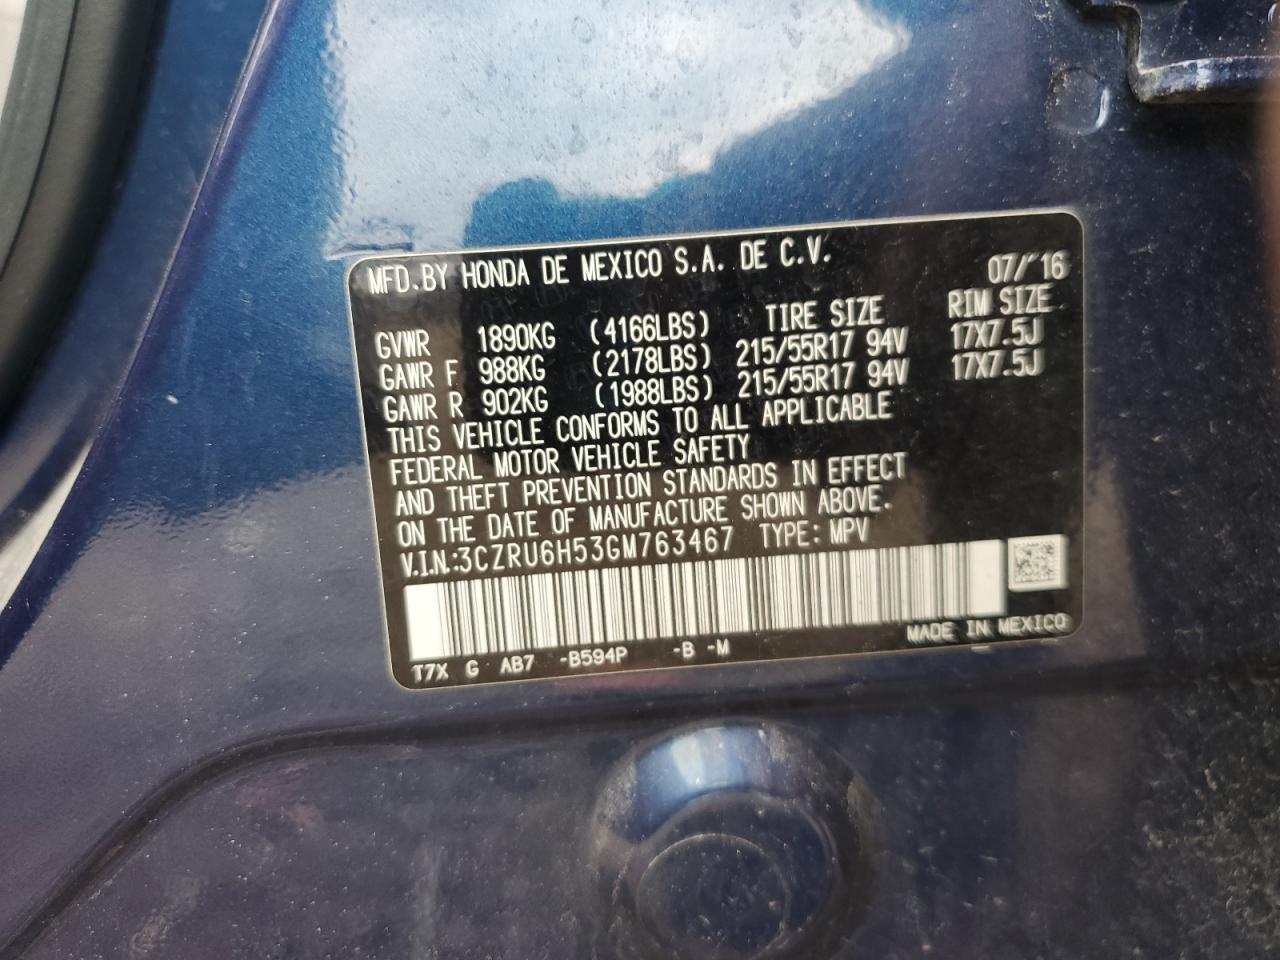 MFD.BY HONDA DE MEXICO S.A. DE C.V. 07/'16
TIRE SIZE RIM SIZE
GVWR 1890KG (4166LBS)
GAWR F 988KG (2178LBS) 215/55R17 94V 17X7.5J
GAWR R 902KG (1988LBS) 215/55R17 94V 17X7.5J
THIS VEHICLE CONFORMS TO ALL APPLICABLE
FEDERAL MOTOR VEHICLE SAFETY
AND THEFT PREVENTION STANDARDS IN EFFECT
ON THE DATE OF MANUFACTURE SHOWN ABOVE.
V.I.N.:3CZRU6H53GM763467 TYPE: MPV
MADE IN MEXICO
T7X G AB7 -B594P -B -M